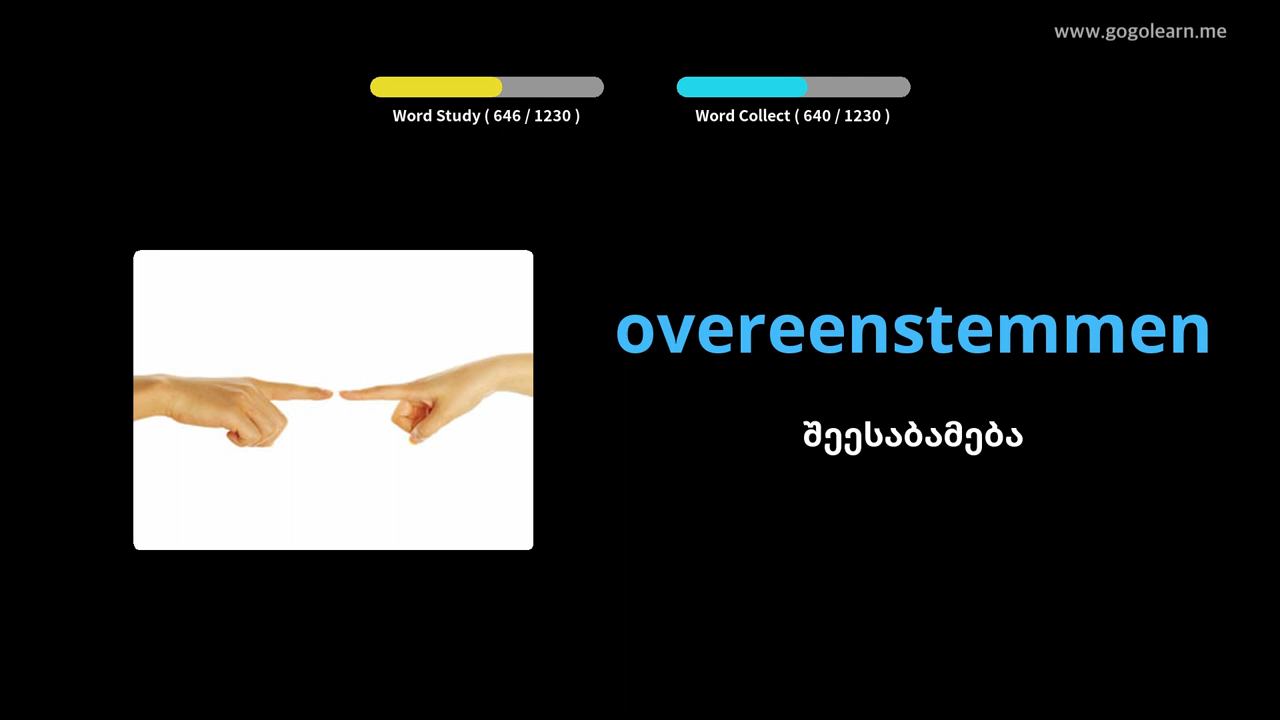 www.gogolearn.me
Word Study ( 646 / 1230 )
Word Collect ( 640 / 1230 )
overeenstemmen
შეესაბამება